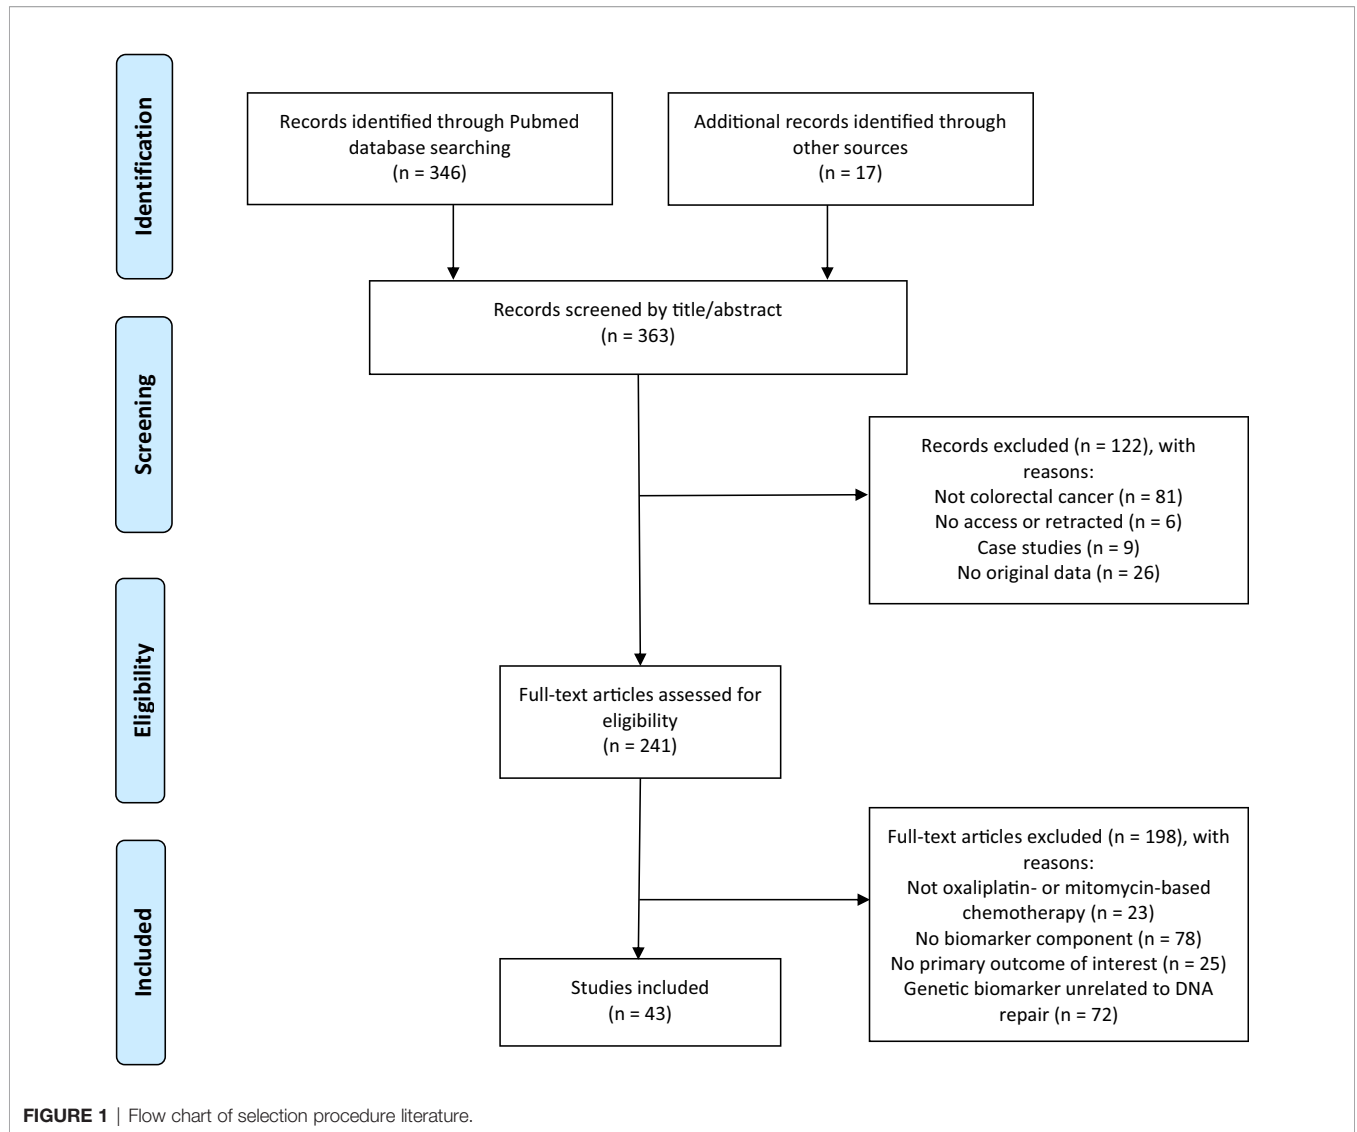 Identification
Records identified through Pubmed
database searching
(n = 346)
Additional records identified through
other sources
(n = 17)
Records screened by title/abstract
(n = 363)
Screening
Records excluded (n = 122), with
reasons:
Not colorectal cancer (n = 81)
No access or retracted (n = 6)
Case studies (n = 9)
No original data (n = 26)
Eligibility
Full-text articles assessed for
eligibility
(n = 241)
Full-text articles excluded (n = 198), with
reasons:
Not oxaliplatin- or mitomycin-based
chemotherapy (n = 23)
No biomarker component (n = 78)
No primary outcome of interest (n = 25)
Genetic biomarker unrelated to DNA
repair (n = 72)
Included
Studies included
(n = 43)
FIGURE 1 | Flow chart of selection procedure literature.